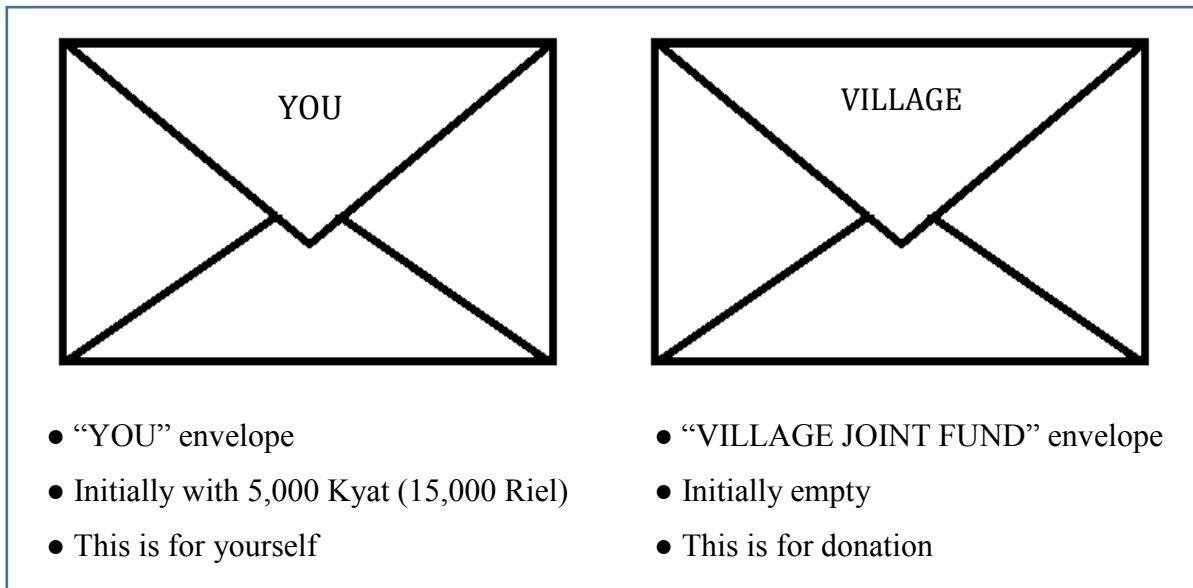 YOU
● “YOU” envelope
● Initially with 5,000 Kyat (15,000 Riel)
● This is for yourself
VILLAGE
● “VILLAGE JOINT FUND” envelope
● Initially empty
● This is for donation